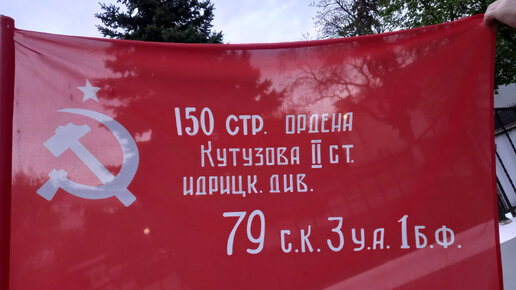 150 СТР. ОРДЕНА
КУТУЗОВА II СТ.
ИДРИЦК. ДИВ.
79 С.К. 3 У.А. 1 Б.Ф.